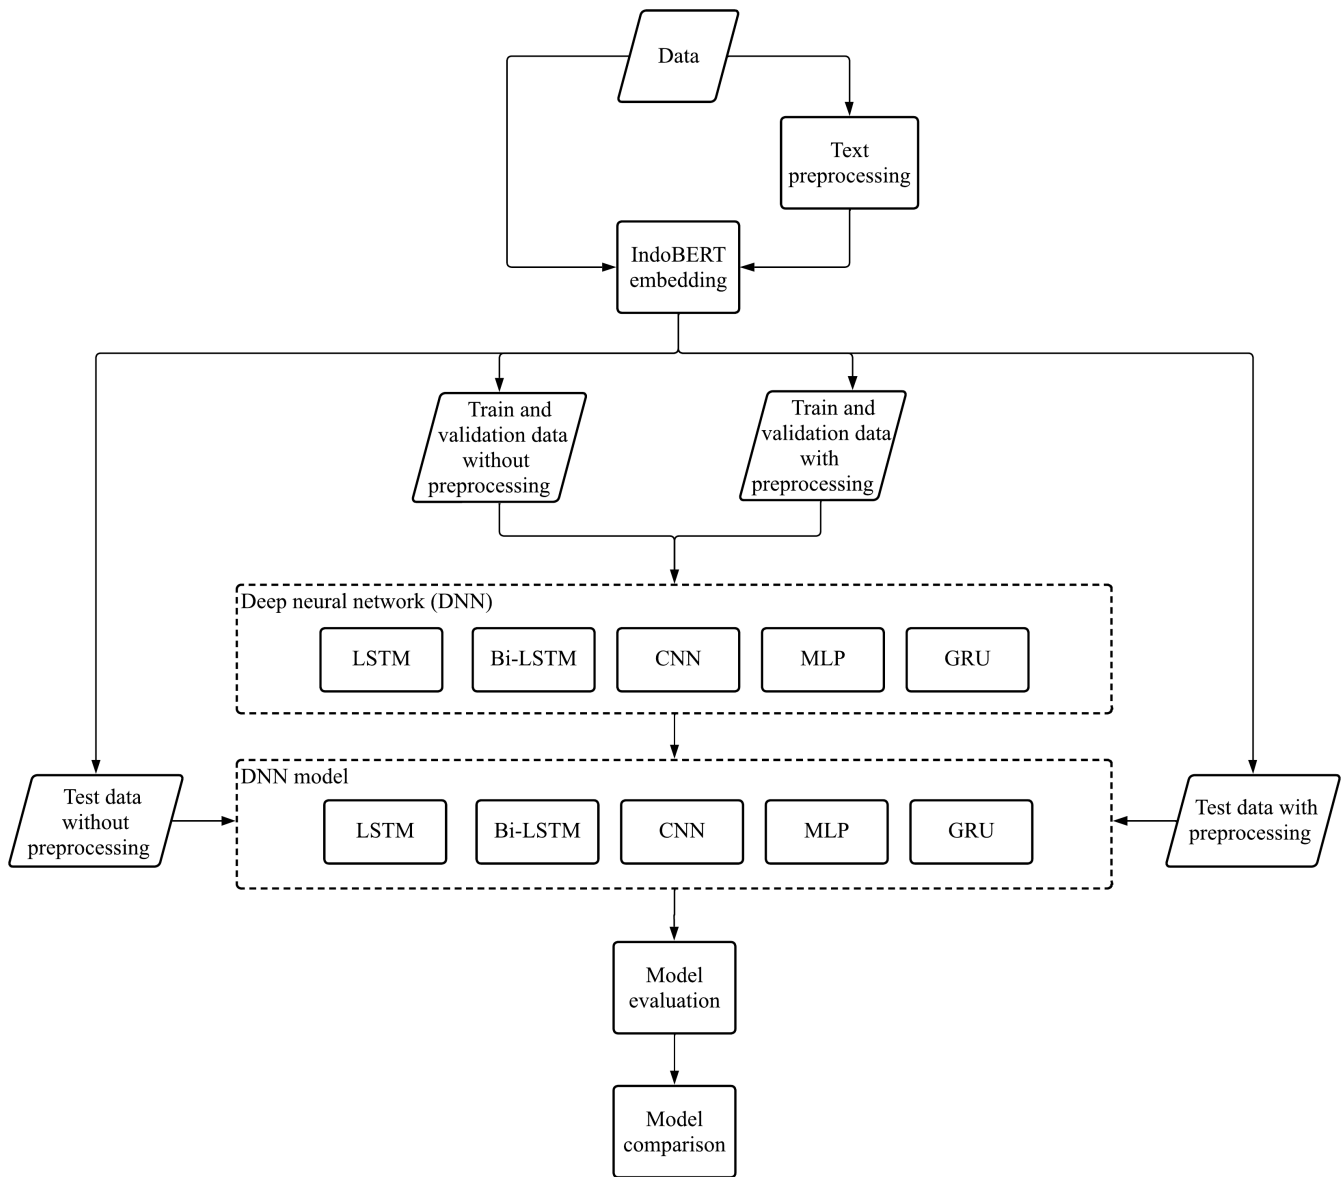 Data
Text
preprocessing
IndoBERT
embedding
Train and
validation data
without
preprocessing
Train and
validation data
with
preprocessing
Deep neural network (DNN)
LSTM
Bi-LSTM
CNN
MLP
GRU
Test data
without
preprocessing
DNN model
LSTM
Bi-LSTM
CNN
MLP
GRU
Test data with
preprocessing
Model
evaluation
Model
comparison